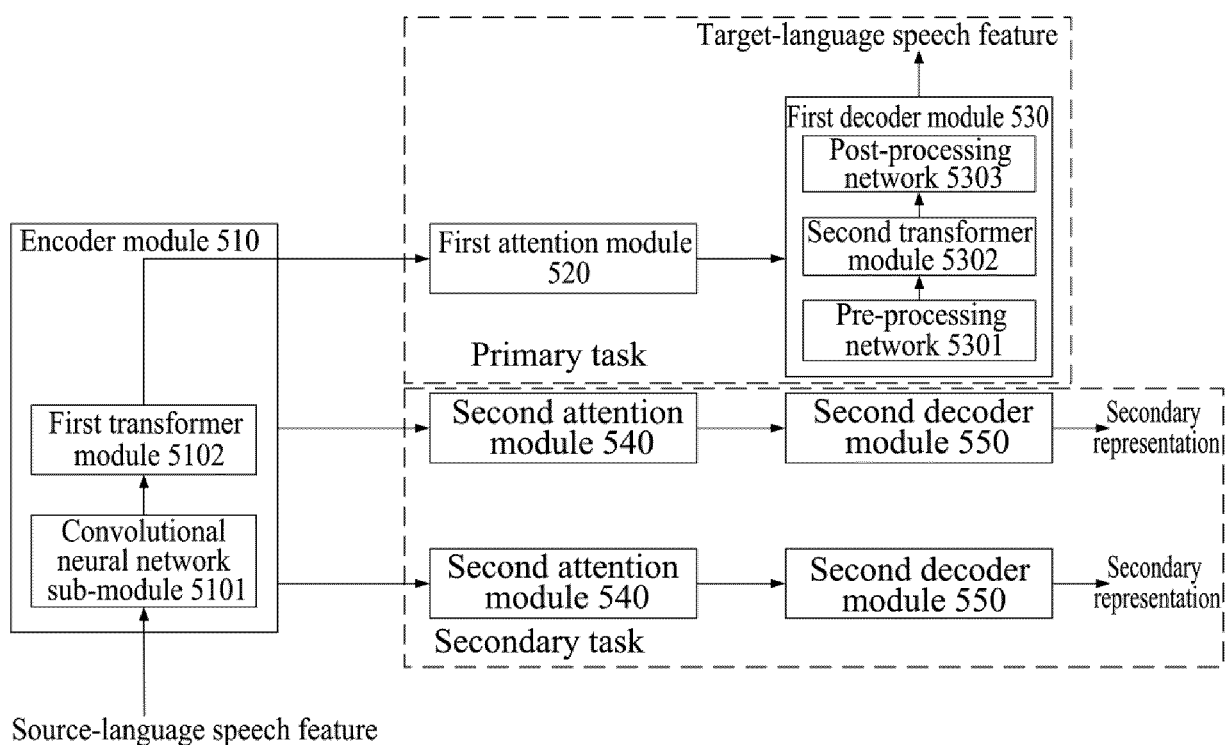 Target-language speech feature
First decoder module 530
Post-processing
network 5303
Second transformer
module 5302
Pre-processing
network 5301
First attention module
520
Primary task
Encoder module 510
First transformer
module 5102
Convolutional
neural network
sub-module 5101
Source-language speech feature
Second attention
module 540
Second decoder
module 550
Secondary
representation
Second attention
module 540
Second decoder
module 550
Secondary
representation
Secondary task